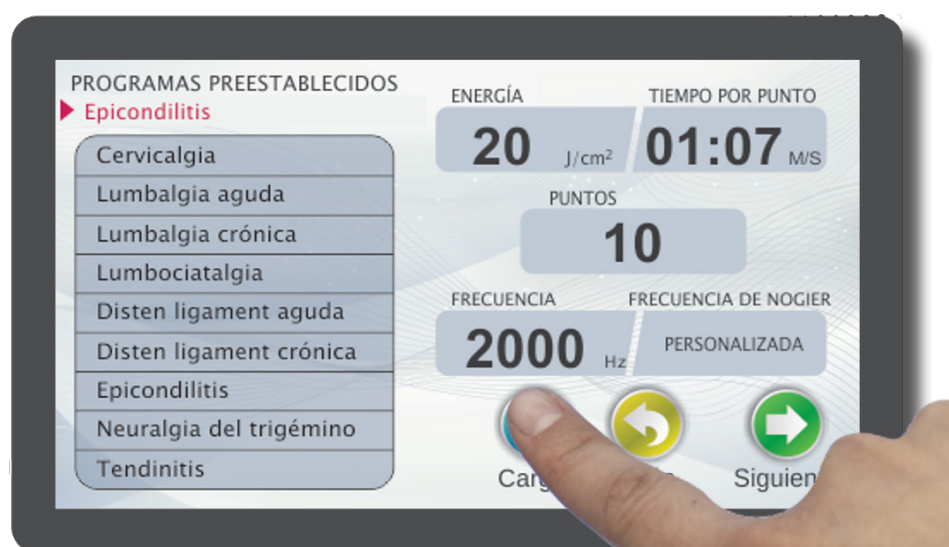 PROGRAMAS PREESTABLECIDOS
Epicondilitis
Cervicalgia
Lumbalgia aguda
Lumbalgia crónica
Lumbociatalgia
Disten ligament aguda
Disten ligament crónica
Epicondilitis
Neuralgia del trigémino
Tendinitis
ENERGÍA
TIEMPO POR PUNTO
20 J/cm²
01:07 M/S
PUNTOS
10
FRECUENCIA
FRECUENCIA DE NOGIER
2000 Hz
PERSONALIZADA